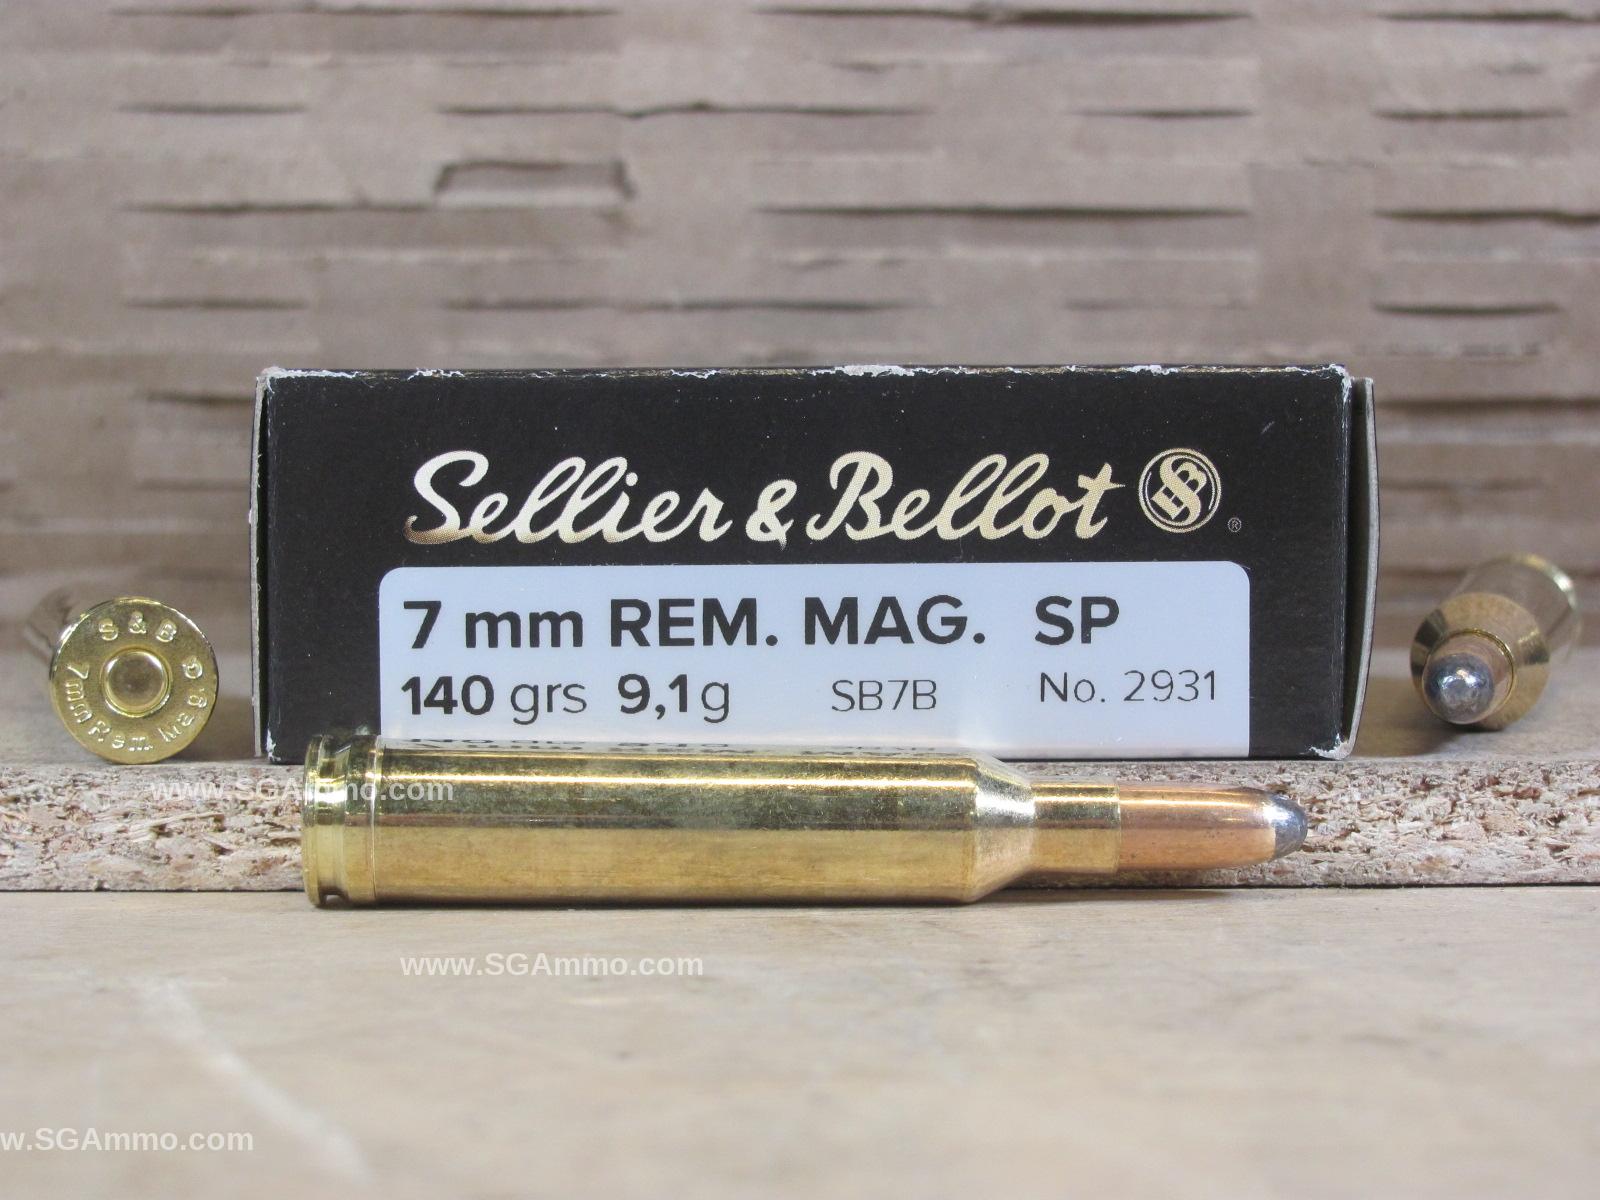 Sellier & Bellot SB ®
7 mm REM. MAG. SP
140 grs 9,1g SB7B No. 2931
S & B
7mm Rem. Mag. G
www.SGAmmo.com
www.SGAmmo.com
w.SGAmmo.com